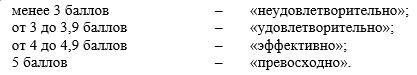 менее 3 баллов – «неудовлетворительно»;
от 3 до 3,9 баллов – «удовлетворительно»;
от 4 до 4,9 баллов – «эффективно»;
5 баллов – «превосходно».